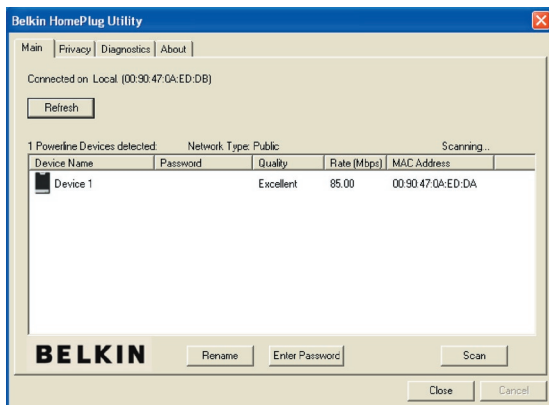 Belkin HomePlug Utility
Main Privacy Diagnostics About
Connected on Local (00:90:47:0A:ED:DB)
Refresh
1 Powerline Devices detected: Network Type: Public Scanning...
Device Name Password Quality Rate (Mbps) MAC Address
Device 1 Excellent 85.00 00:90:47:0A:ED:DA
BELKIN Rename Enter Password Scan
Close Cancel